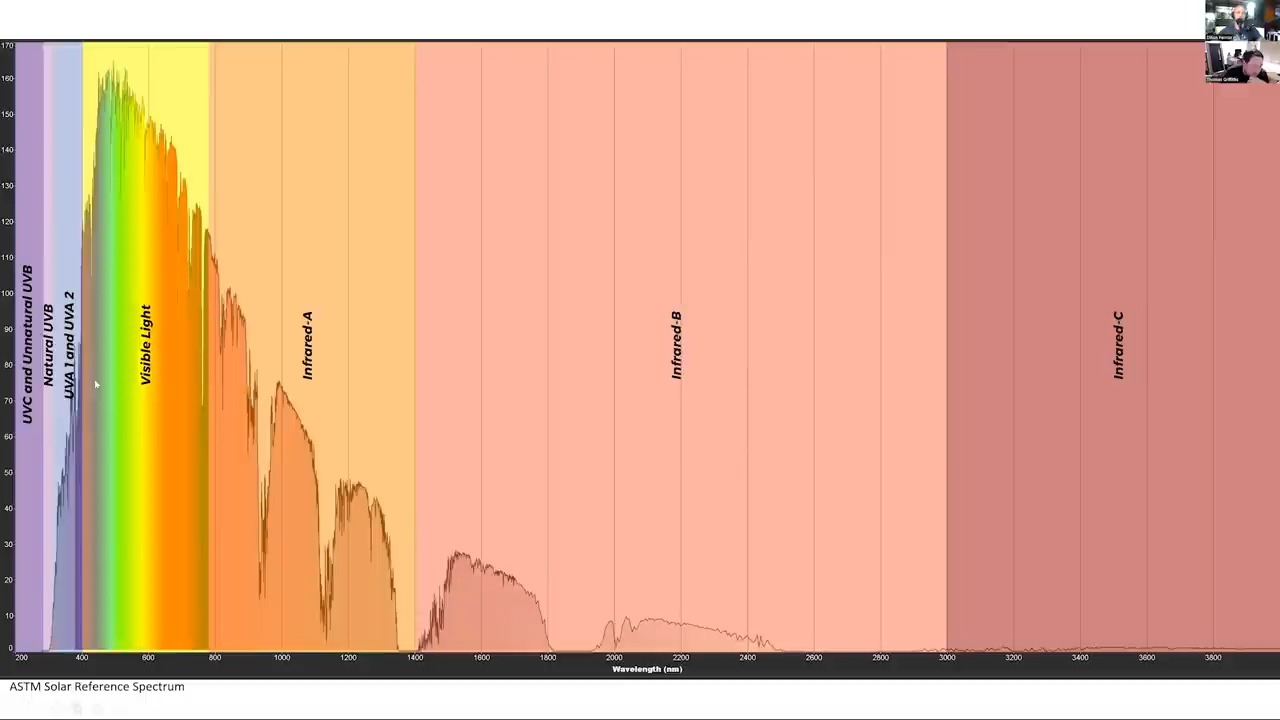 170
160
150
140
130
120
110
100
90
80
70
60
50
40
30
20
10
0
UVC and Unnatural UVB
Natural UVB
UVA 1 and UVA 2
Visible Light
Infrared-A
Infrared-B
Infrared-C
200 400 600 800 1000 1200 1400 1600 1800 2000 2200 2400 2600 2800 3000 3200 3400 3600 3800
Wavelength (nm)
ASTM Solar Reference Spectrum
Thomas Griffiths